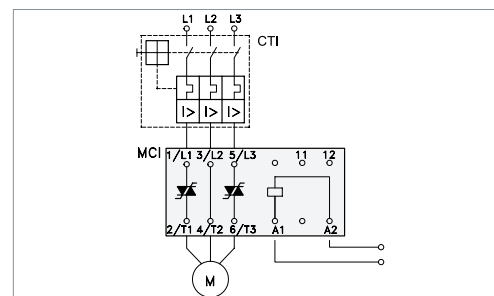 L1 L2 L3
CTI
I> I> I>
MCI 1/L1 3/L2 5/L3 11 12
2/T1 4/T2 6/T3 A1 A2
M